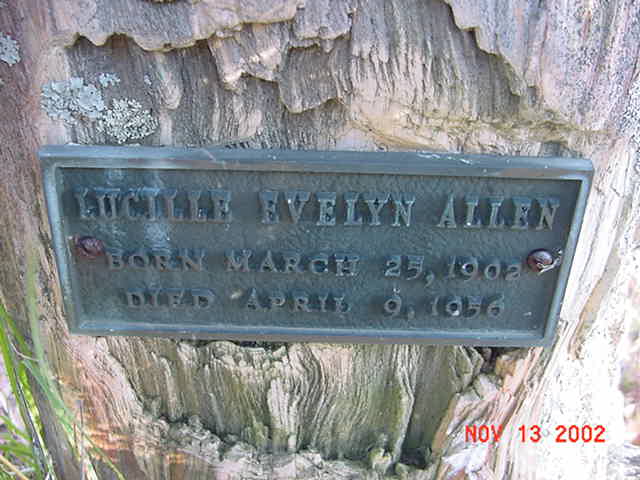 LUCILLE EVELYN ALLEN
BORN MARCH 25, 1902
DIED APRIL 9, 1956
NOV 13 2002